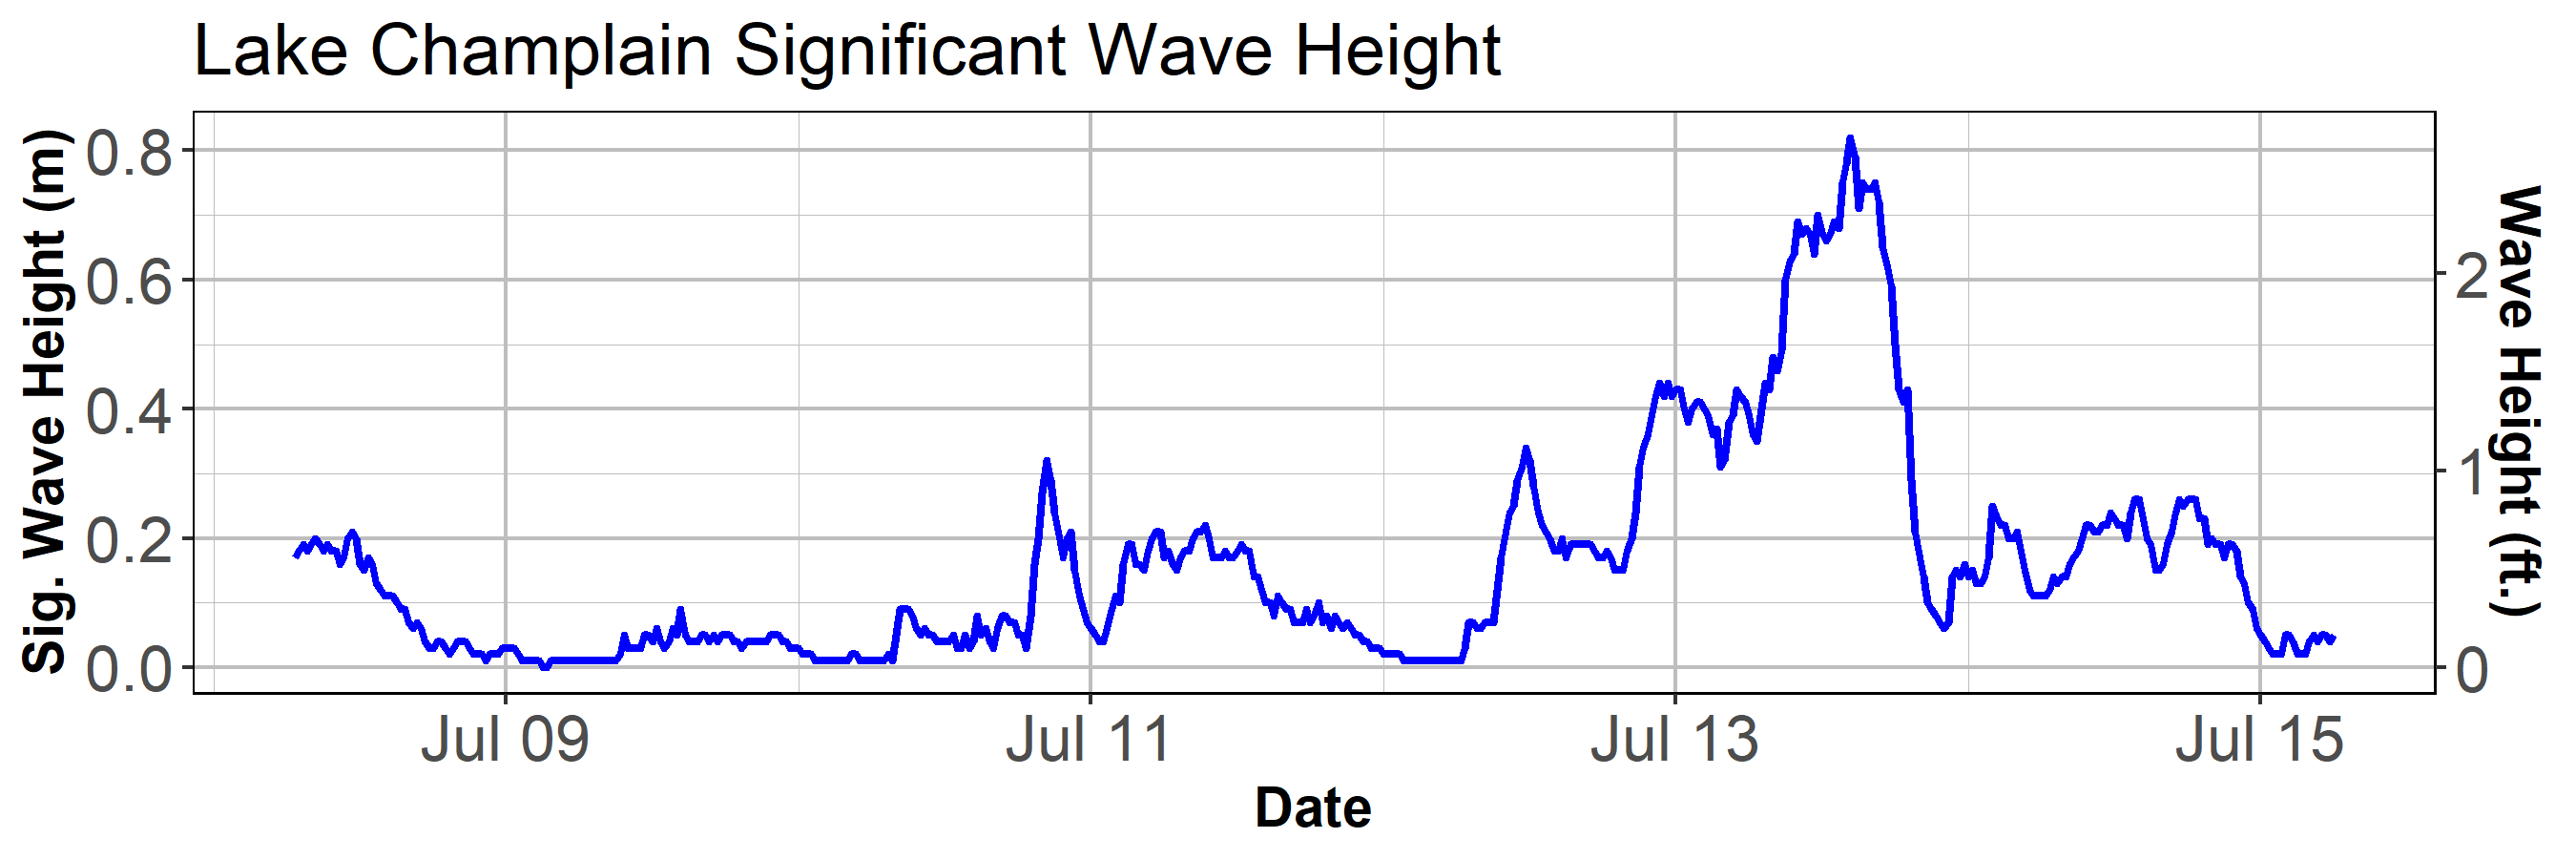 Lake Champlain Significant Wave Height
Sig. Wave Height (m)
0.8
0.6
0.4
0.2
0.0
Wave Height (ft.)
2
1
0
Jul 09
Jul 11
Jul 13
Jul 15
Date